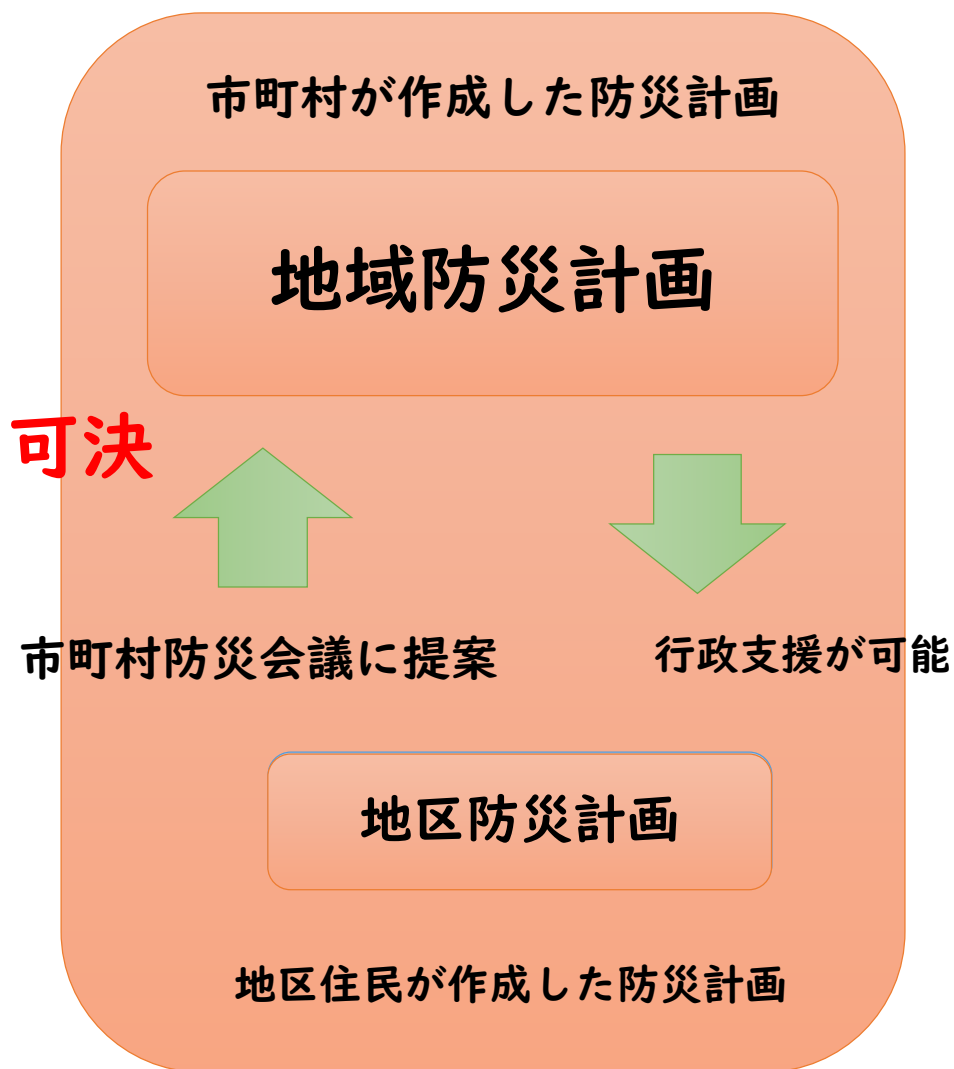 市町村が作成した防災計画
地域防災計画
可決
市町村防災会議に提案
行政支援が可能
地区防災計画
地区住民が作成した防災計画